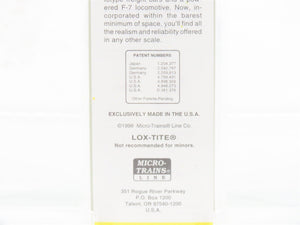 totype freight cars and a pow-
ered F-7 locomotive. Now, in-
corporated within the barest
minimum of space, you'll find all
the realism and reliability offered
in any other scale.
PATENT NUMBERS
Japan
Germany
Germany
U.S.A.
U.S.A.
U.S.A.
U.S.A.
Other Patents Pending
EXCLUSIVELY MADE IN THE U.S.A.
©1996 Micro-Trains® Line Co.
LOX-TITE®
Not recommended for minors.
MICRO-
TRAINS®
LINE
351 Rogue River Parkway
P.O. Box 1200
Talent, OR 97540-1200
U.S.A.